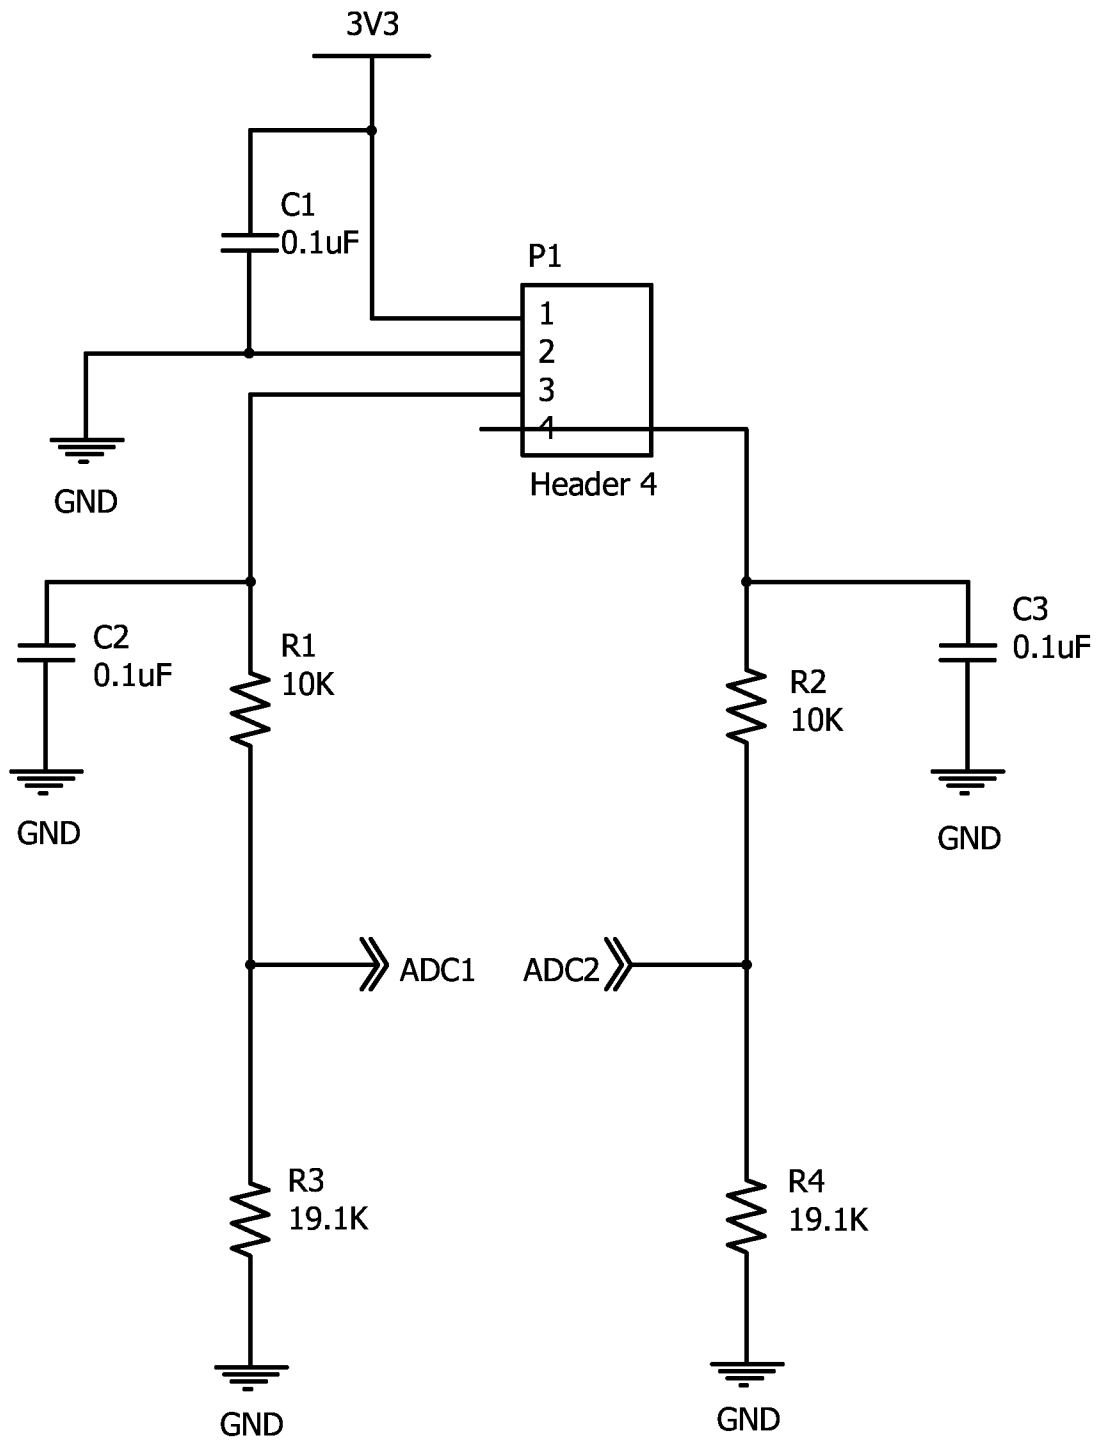 3V3
C1
0.1uF
P1
1
2
3
4
Header 4
GND
C2
0.1uF
GND
R1
10K
R2
10K
C3
0.1uF
GND
ADC1
ADC2
R3
19.1K
R4
19.1K
GND
GND